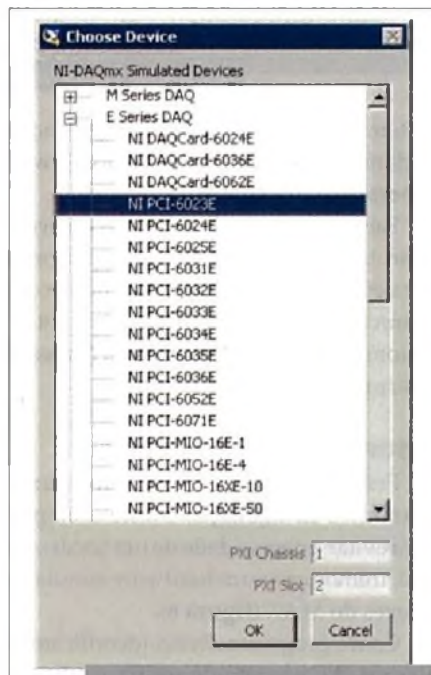 Choose Device
NI-DAQmx Simulated Devices
M Series DAQ
E Series DAQ
NI DAQCard-6024E
NI DAQCard-6036E
NI DAQCard-6062E
NI PCI-6023E
NI PCI-6024E
NI PCI-6025E
NI PCI-6031E
NI PCI-6032E
NI PCI-6033E
NI PCI-6034E
NI PCI-6035E
NI PCI-6036E
NI PCI-6052E
NI PCI-6071E
NI PCI-MIO-16E-1
NI PCI-MIO-16E-4
NI PCI-MIO-16XE-10
NI PCI-MIO-16XE-50
PXI Chassis 1
PXI Slot 2
OK Cancel